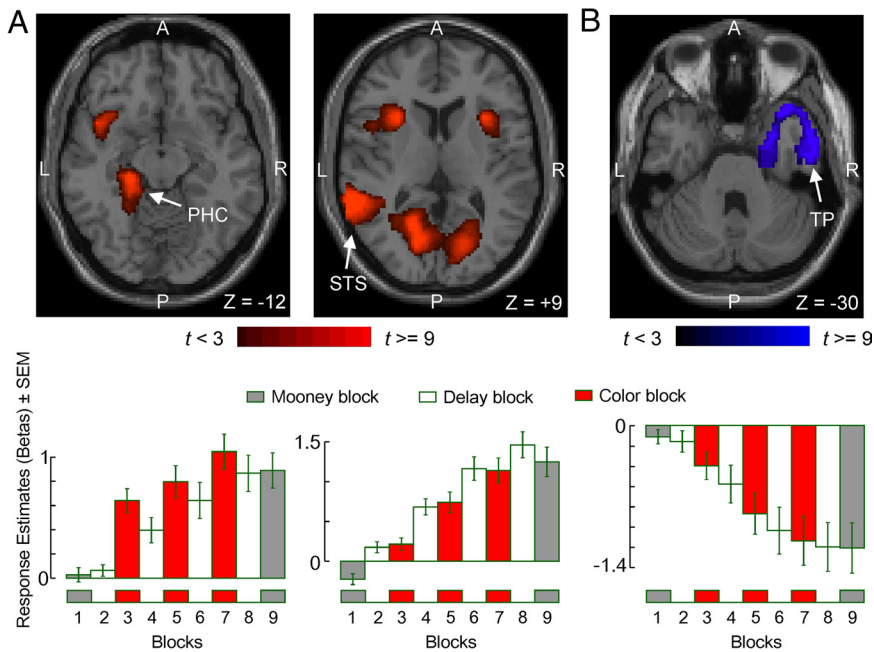 A
B
A
A
A
L
R
L
R
PHC
STS
TP
P
P
P
Z = -12
Z = +9
Z = -30
t < 3
t >= 9
t < 3
t >= 9
Response Estimates (Betas) ± SEM
Mooney block
Delay block
Color block
1
0
1.5
0
0
-1.4
1 2 3 4 5 6 7 8 9
1 2 3 4 5 6 7 8 9
1 2 3 4 5 6 7 8 9
Blocks
Blocks
Blocks